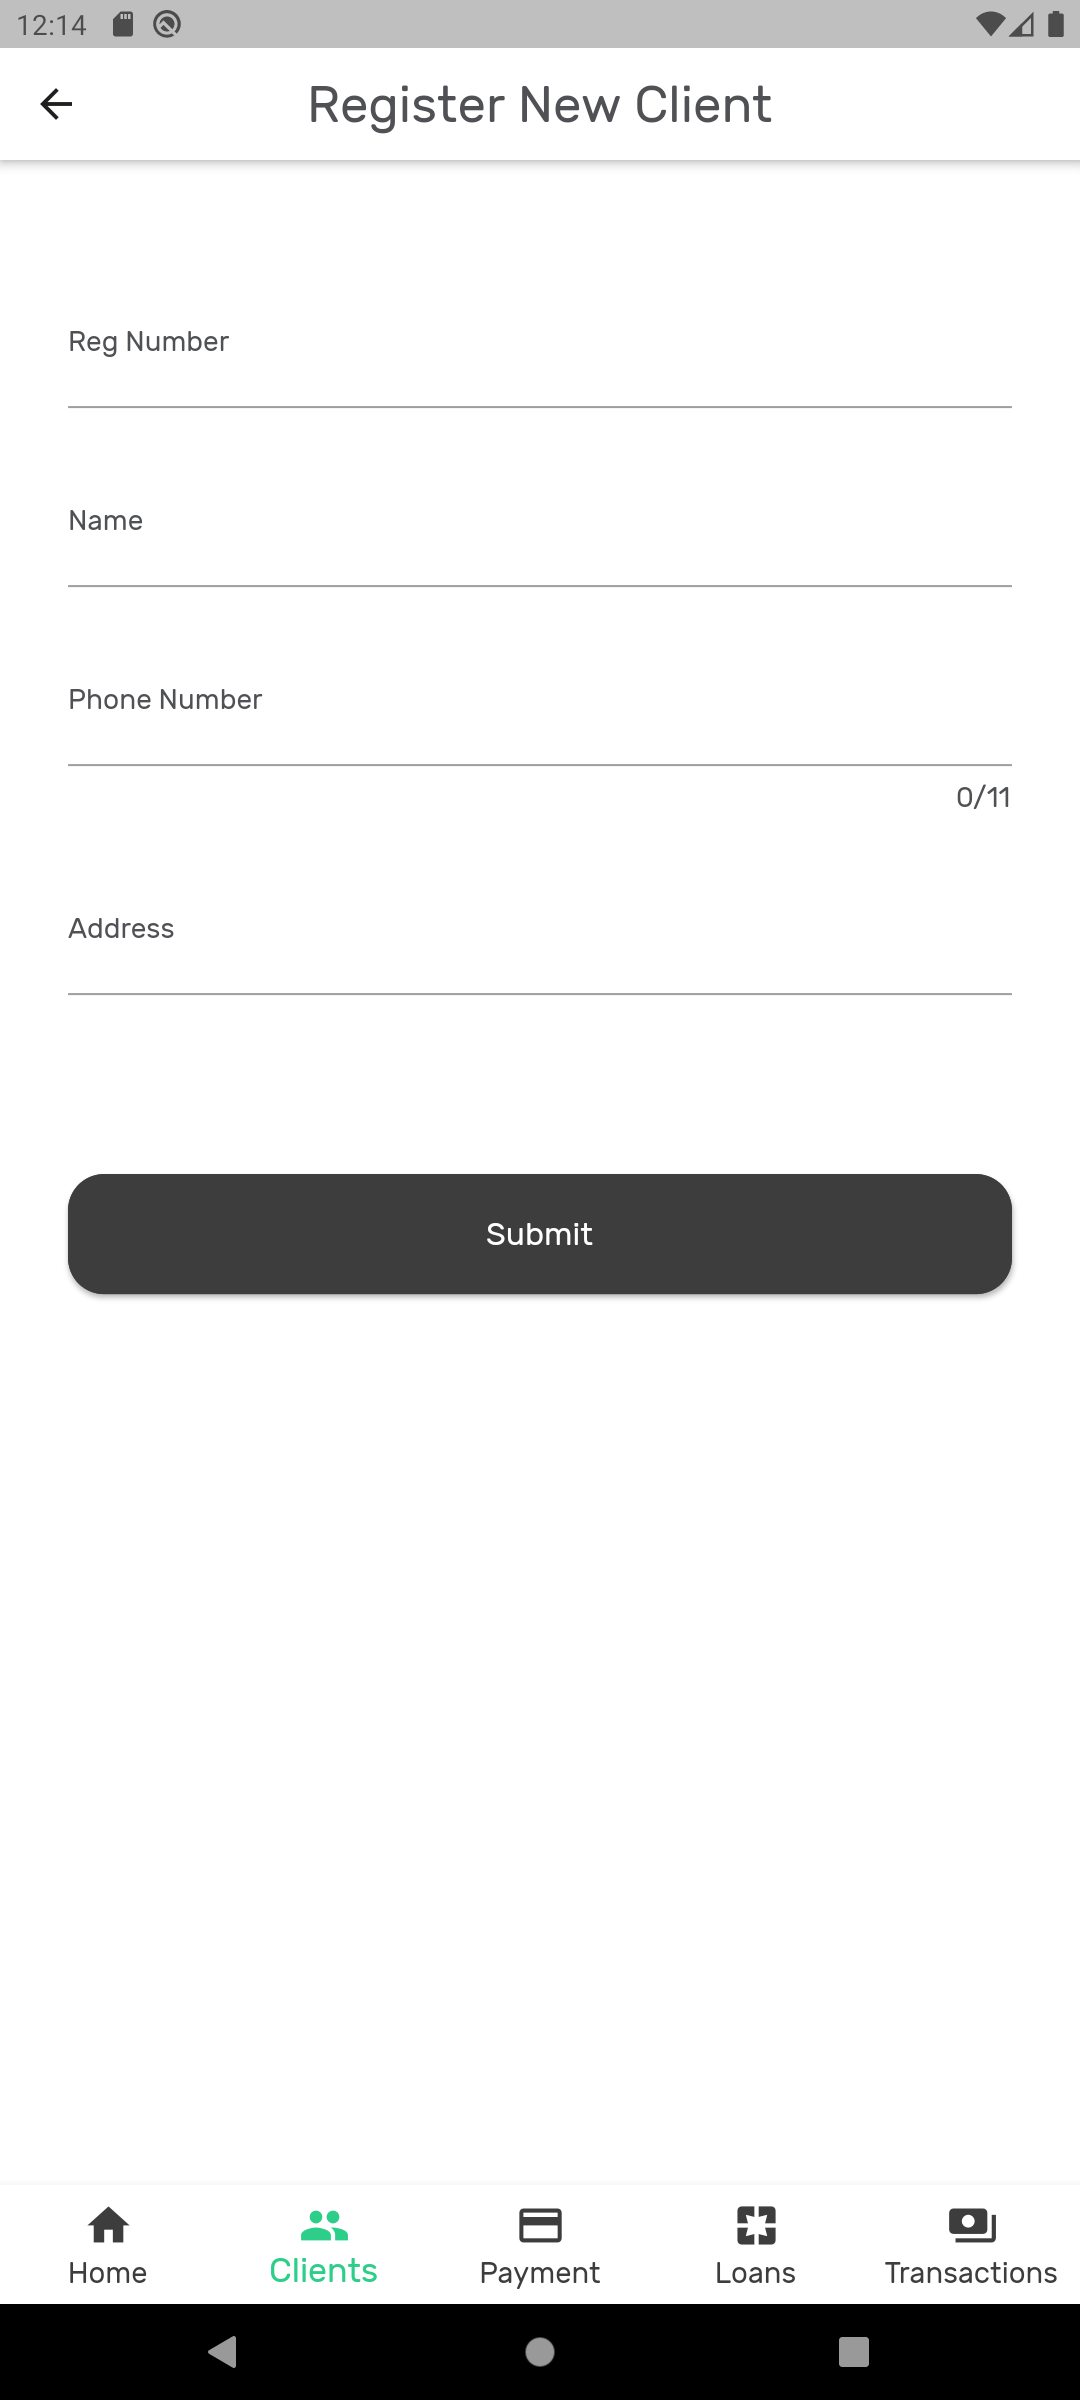 12:14
Register New Client
Reg Number
Name
Phone Number
0/11
Address
Submit
Home
Clients
Payment
Loans
Transactions